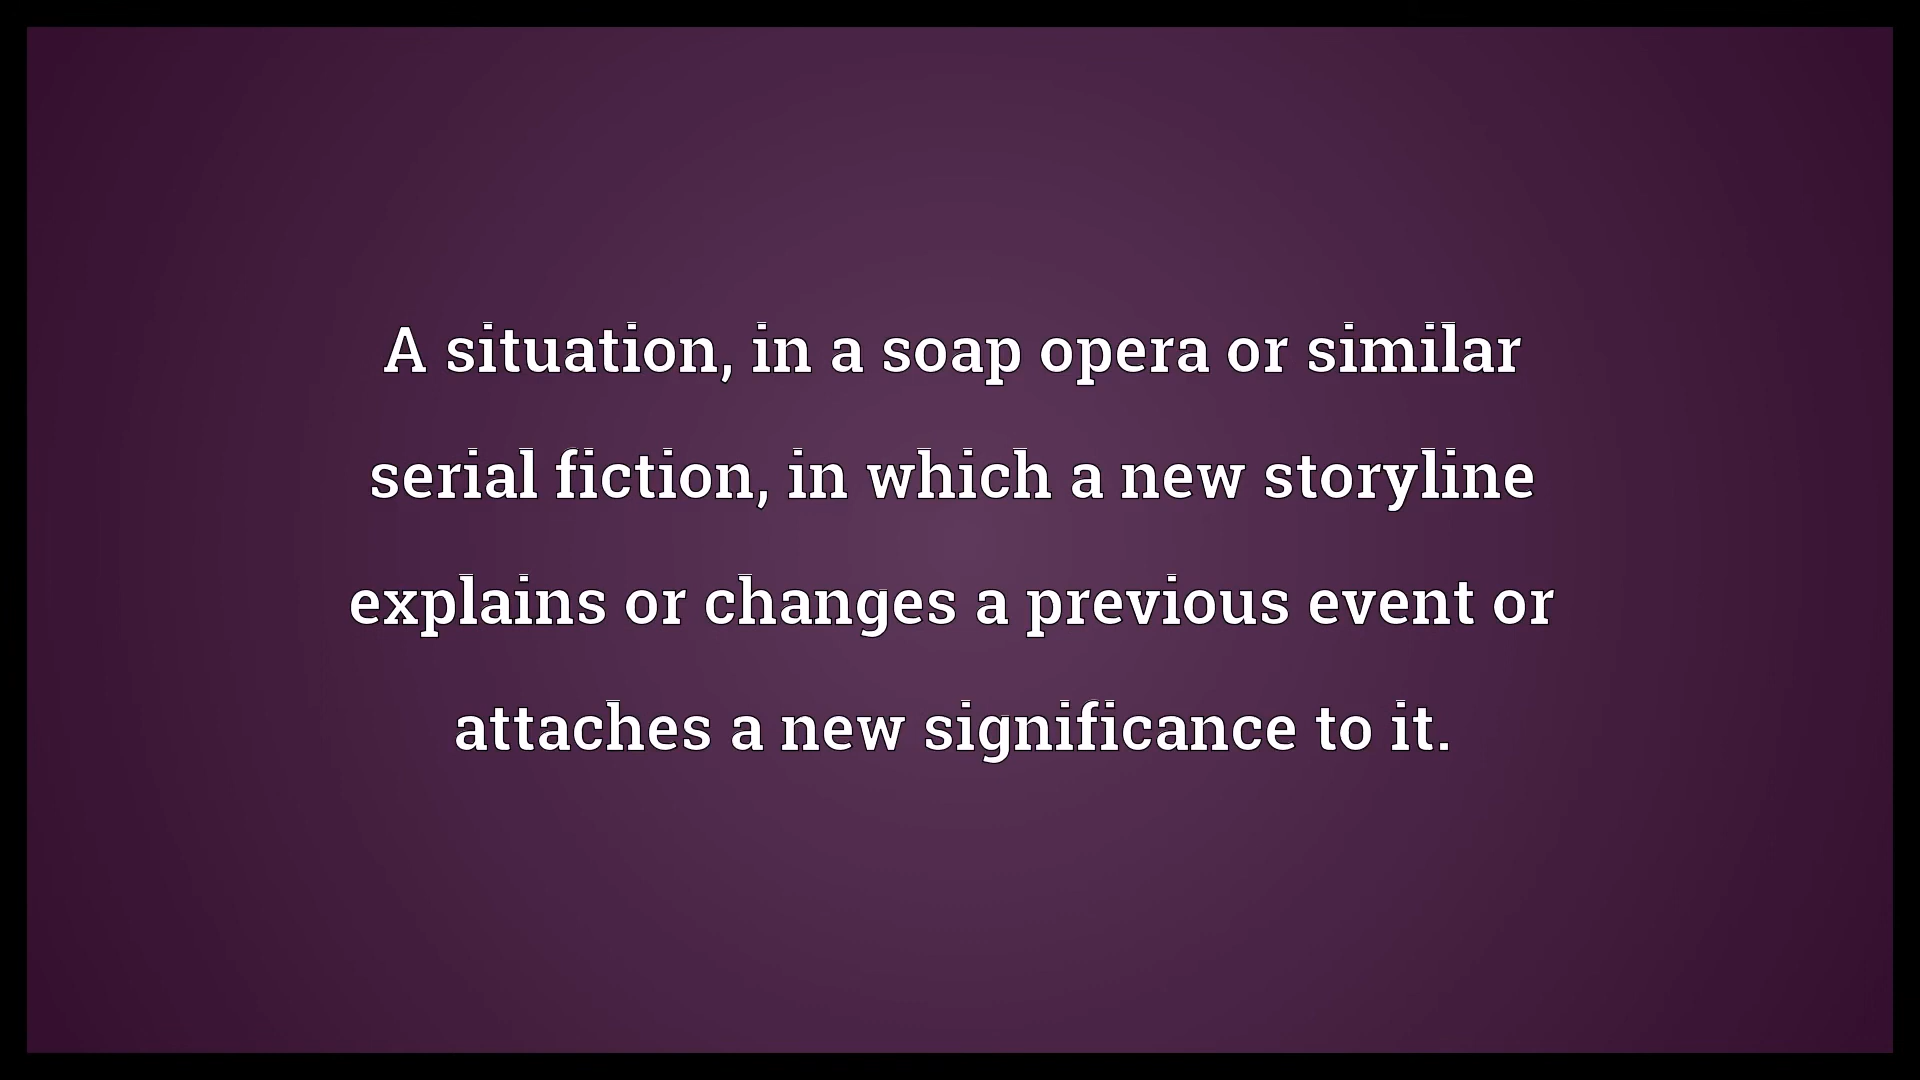 A situation, in a soap opera or similar
serial fiction, in which a new storyline
explains or changes a previous event or
attaches a new significance to it.